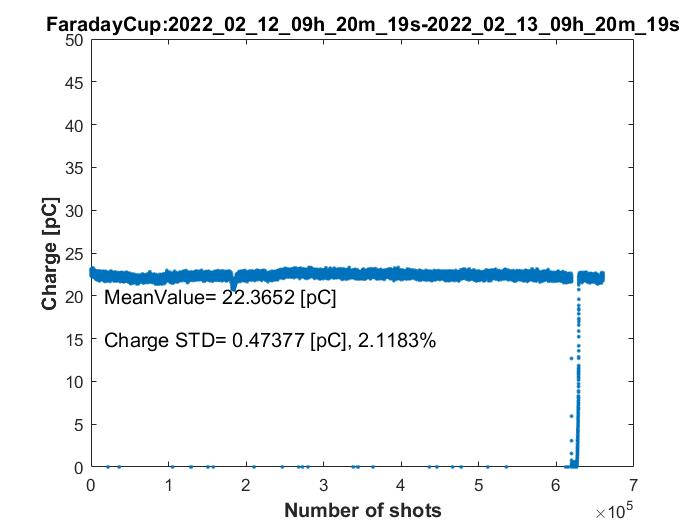 FaradayCup:2022_02_12_09h_20m_19s-2022_02_13_09h_20m_19s
50
45
40
35
30
25
20
15
10
5
0
Charge [pC]
MeanValue= 22.3652 [pC]
Charge STD= 0.47377 [pC], 2.1183%
0 1 2 3 4 5 6 7
Number of shots
×10⁵